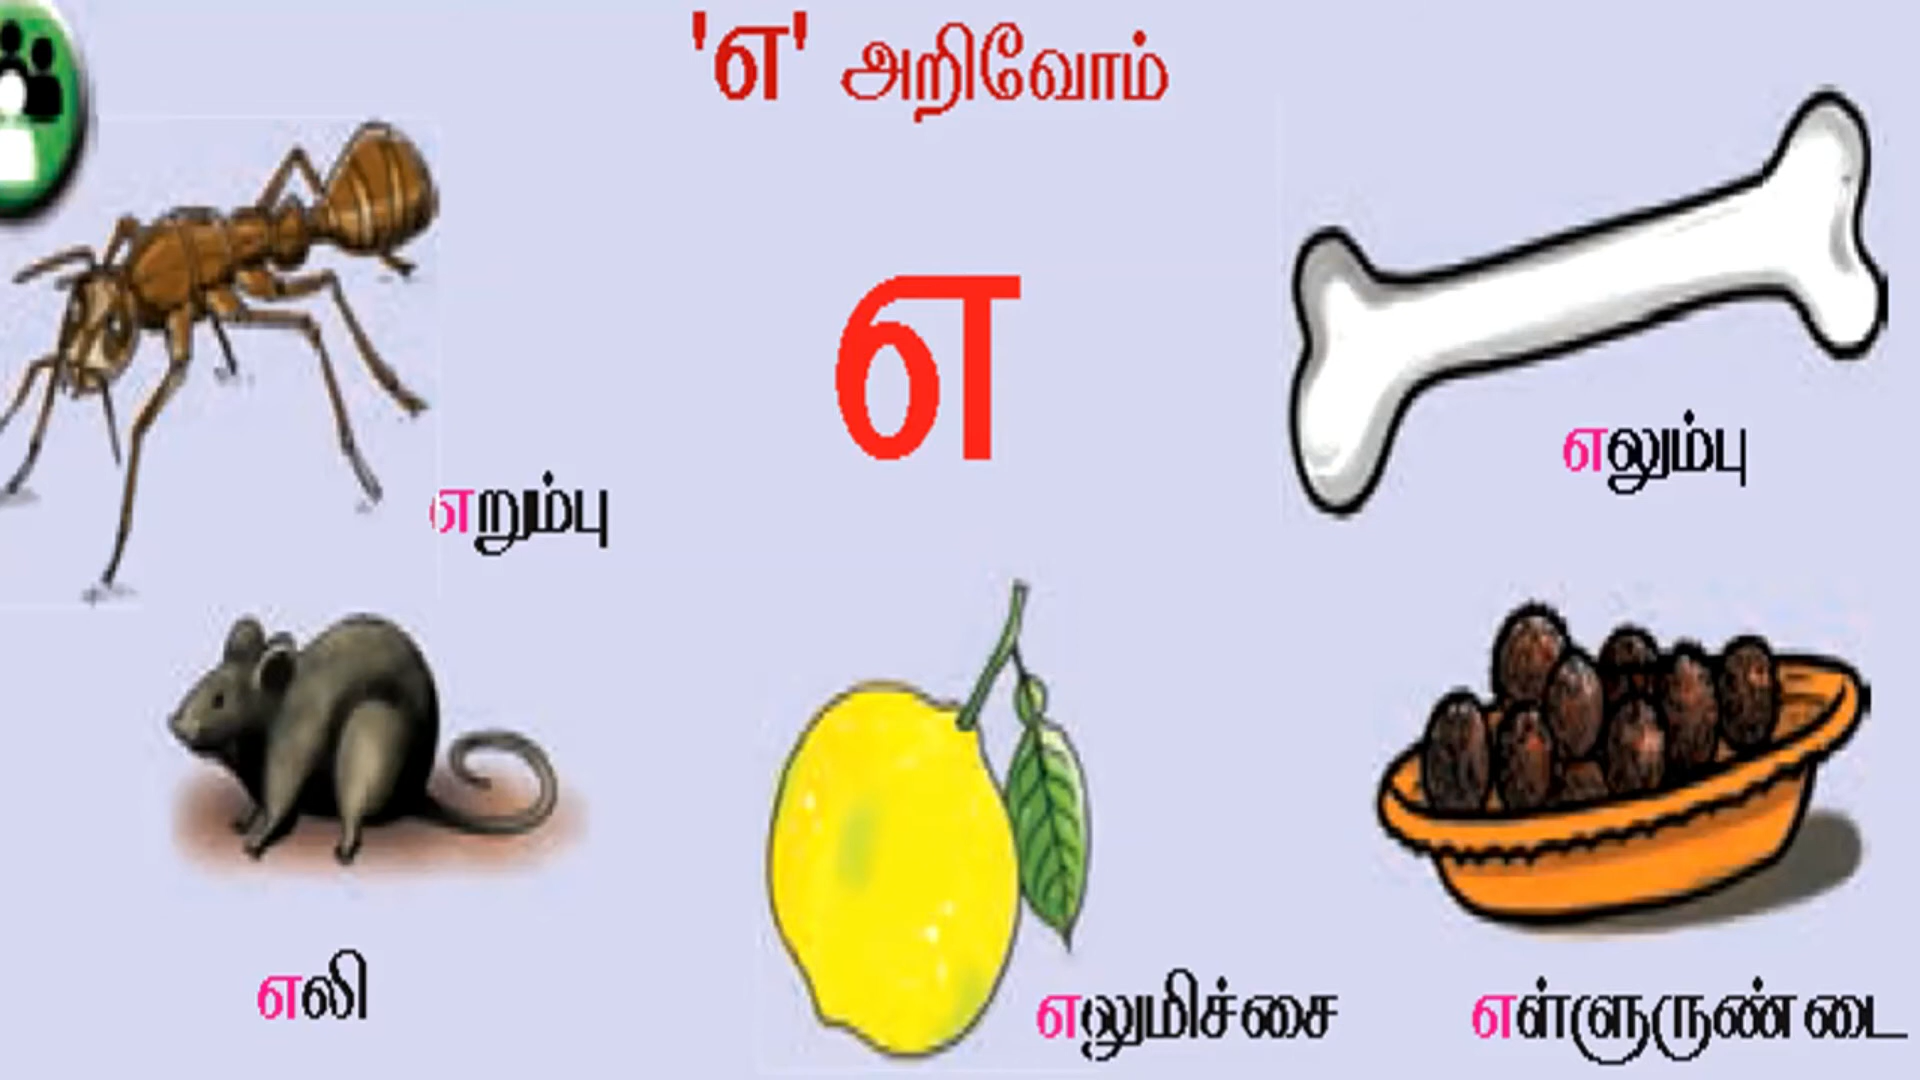 'எ' அறிவோம்
எ
எறும்பு
எலும்பு
எலி
எலுமிச்சை
எள்ளுருண்டை